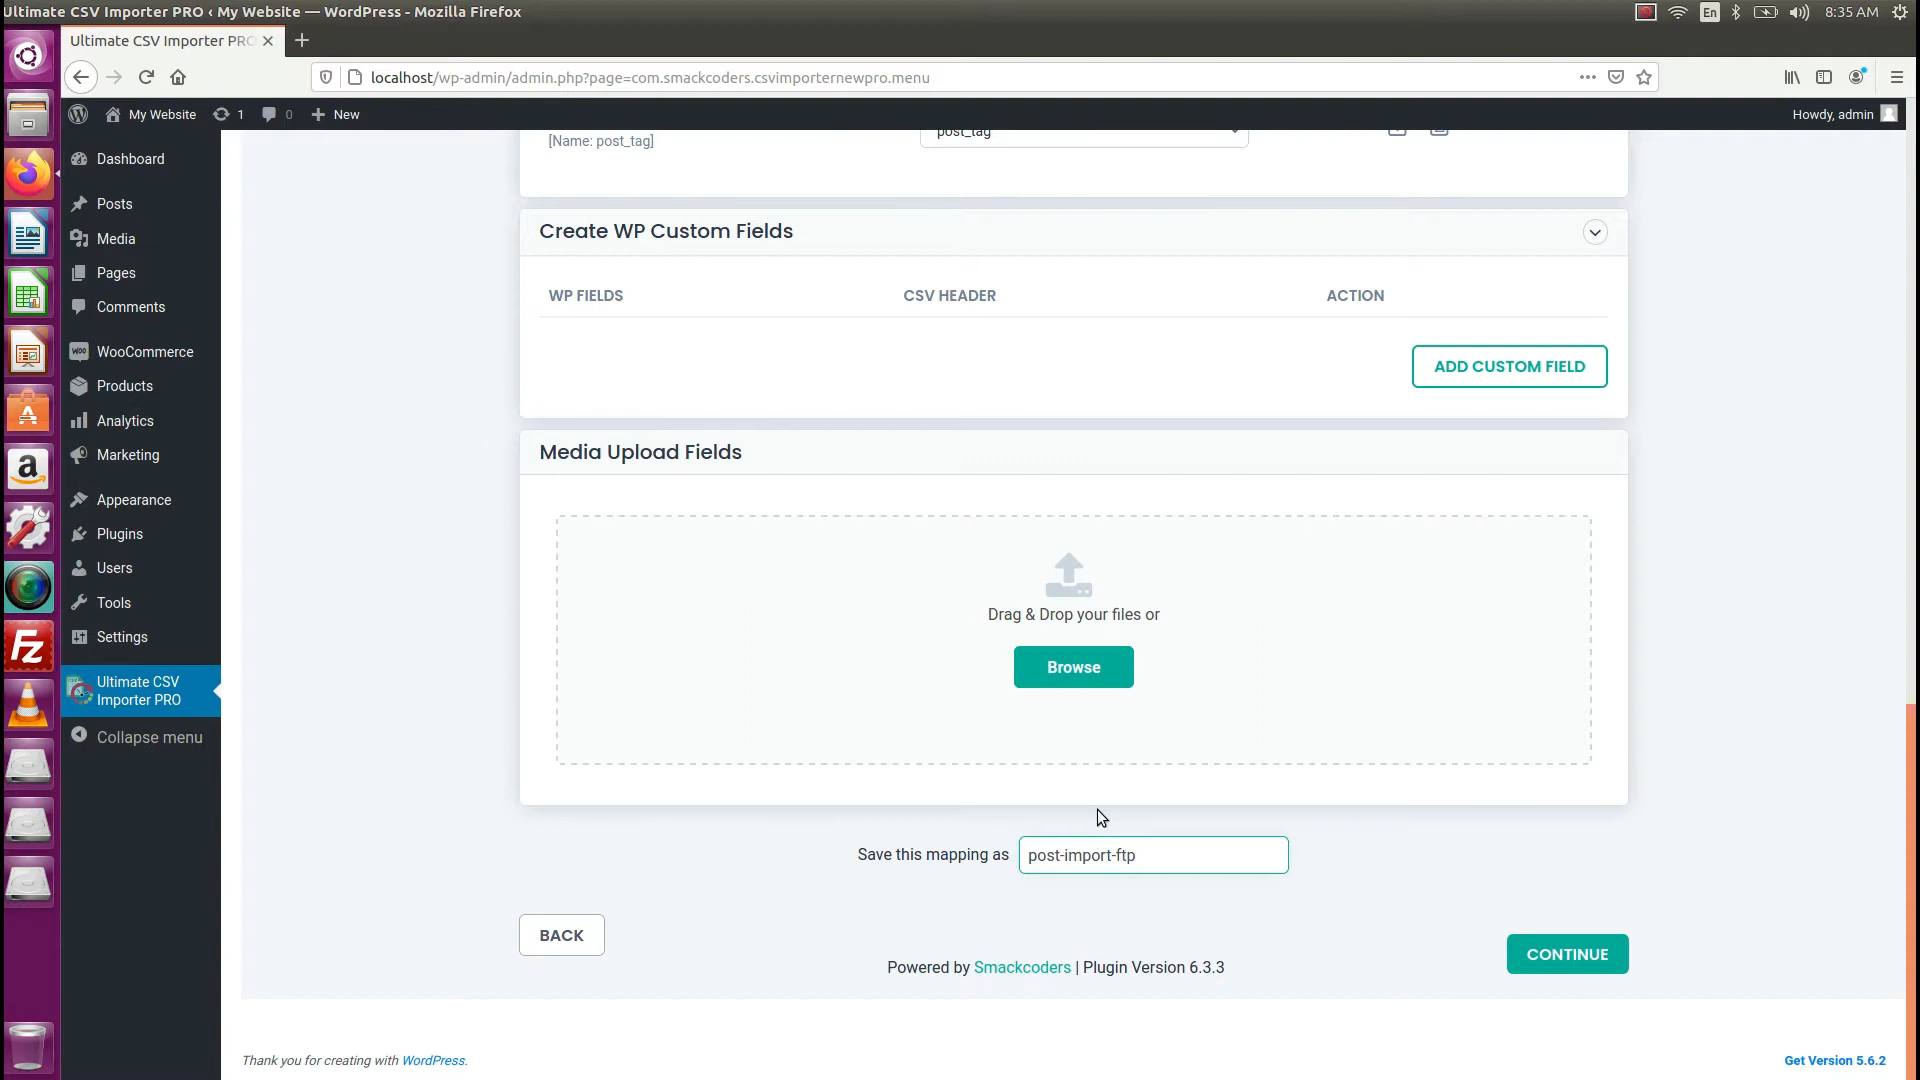 Ultimate CSV Importer PRO ‹ My Website — WordPress - Mozilla Firefox
En
8:35 AM
Ultimate CSV Importer PRO
localhost/wp-admin/admin.php?page=com.smackcoders.csvimporternewpro.menu
My Website
1
0
New
Howdy, admin
Dashboard
Posts
Media
Pages
Comments
WooCommerce
Products
Analytics
Marketing
Appearance
Plugins
Users
Tools
Settings
Ultimate CSV
Importer PRO
Collapse menu
[Name: post_tag]
post_tag
Create WP Custom Fields
WP FIELDS
CSV HEADER
ACTION
ADD CUSTOM FIELD
Media Upload Fields
Drag & Drop your files or
Browse
Save this mapping as
post-import-ftp
BACK
CONTINUE
Powered by Smackcoders | Plugin Version 6.3.3
Thank you for creating with WordPress.
Get Version 5.6.2